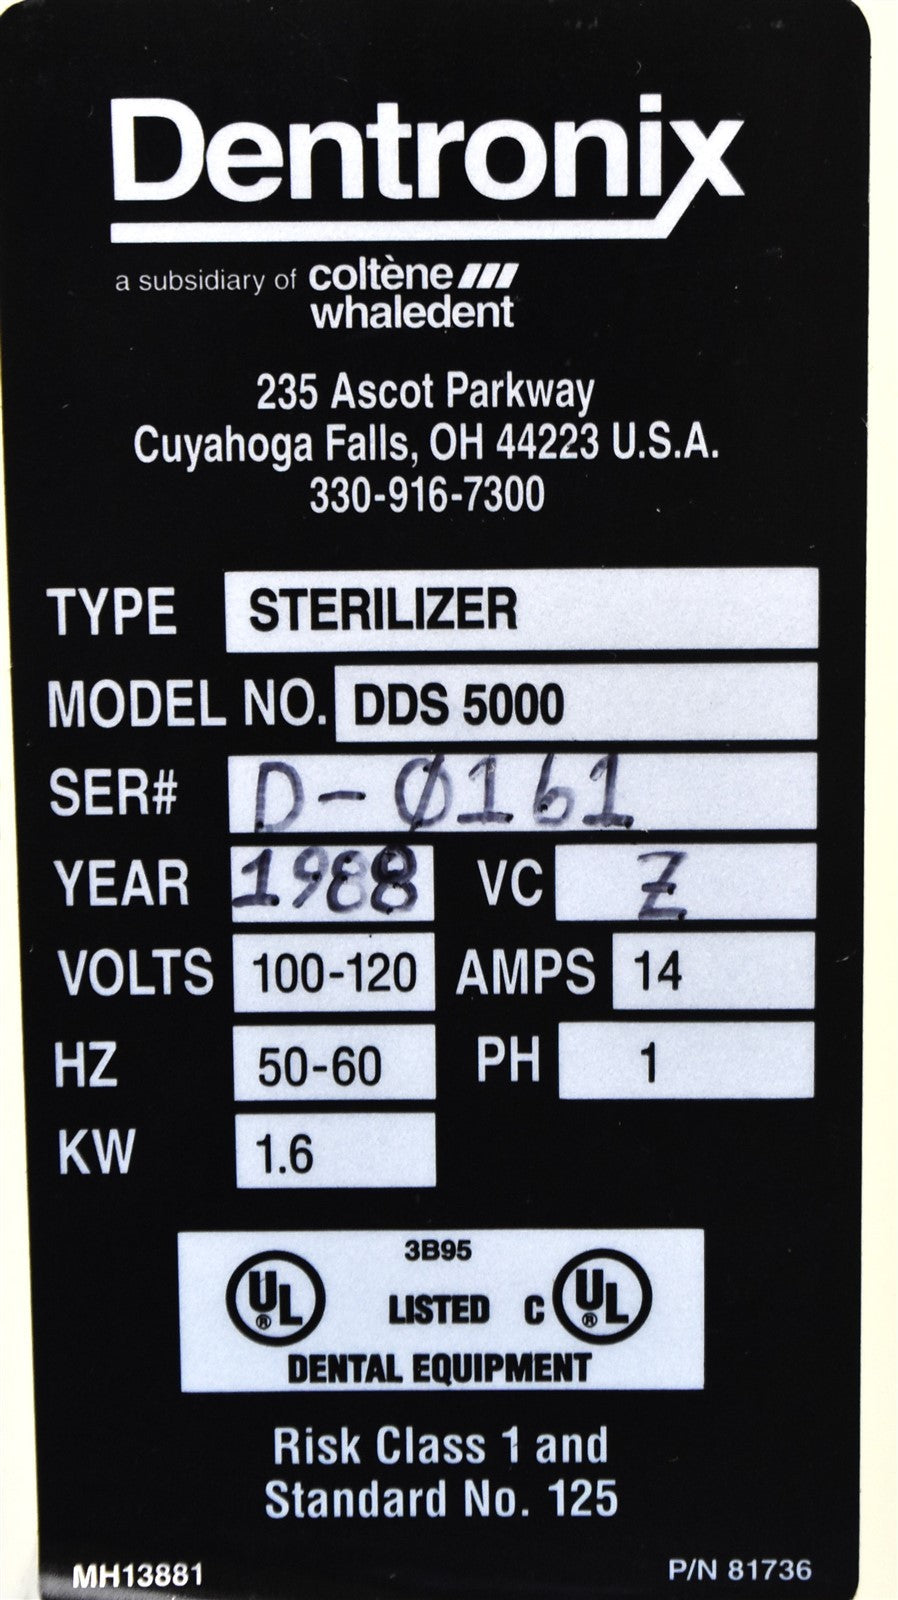 Dentronix
a subsidiary of coltène
whaledent
235 Ascot Parkway
Cuyahoga Falls, OH 44223 U.S.A.
330-916-7300
TYPE STERILIZER
MODEL NO. DDS 5000
SER# D-0161
YEAR 1988 VC Z
VOLTS 100-120 AMPS 14
HZ 50-60 PH 1
KW 1.6
3B95
UL® LISTED C UL®
DENTAL EQUIPMENT
Risk Class 1 and
Standard No. 125
MH13881 P/N 81736